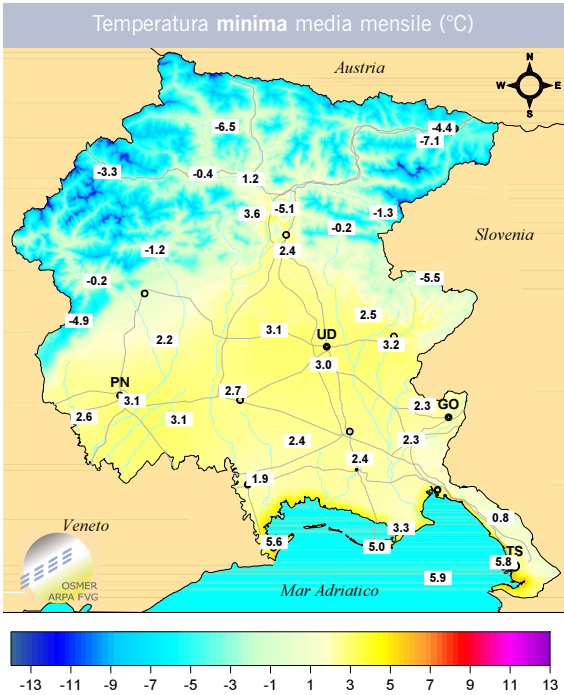 Temperatura minima media mensile (°C)
Austria
N
W E
S
-6.5
-4.4
-7.1
-3.3
-0.4
1.2
3.6
-5.1
-1.3
-0.2
Slovenia
-1.2
2.4
-0.2
-5.5
-4.9
2.5
3.1
UD
2.2
3.2
3.0
PN
3.1
2.7
2.3
GO
2.6
3.1
2.4
2.3
2.4
1.9
0.8
Veneto
3.3
5.6
5.0
TS
5.8
5.9
OSMER
ARPA FVG
Mar Adriatico
-13 -11 -9 -7 -5 -3 -1 1 3 5 7 9 11 13